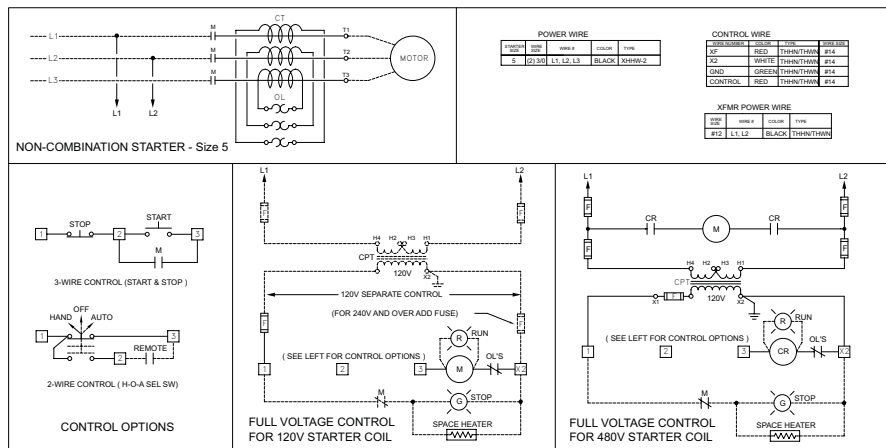 CT
L1
M
T1
L2
M
T2
MOTOR
L3
M
T3
OL
L1
L2
NON-COMBINATION STARTER - Size 5
POWER WIRE
STARTER SIZE WIRE SIZE WIRE # COLOR TYPE
5 (2) 3/0 L1, L2, L3 BLACK XHHW-2
CONTROL WIRE
WIRE NUMBER COLOR TYPE WIRE SIZE
XF RED THHN/THWN #14
X2 WHITE THHN/THWN #14
GND GREEN THHN/THWN #14
CONTROL RED THHN/THWN #14
XFMR POWER WIRE
WIRE SIZE WIRE # COLOR TYPE
#12 L1, L2 BLACK THHN/THWN
STOP
START
1 2 3
M
3-WIRE CONTROL (START & STOP )
OFF
HAND AUTO
1 3
REMOTE
2
2-WIRE CONTROL ( H-O-A SEL SW)
CONTROL OPTIONS
L1 L2
F F
H4 H2 H3 H1
CPT
120V
X2
120V SEPARATE CONTROL
(FOR 240V AND OVER ADD FUSE)
F F
R RUN
( SEE LEFT FOR CONTROL OPTIONS )
OL'S
1 2 3 M X2
M
G STOP
SPACE HEATER
FULL VOLTAGE CONTROL
FOR 120V STARTER COIL
L1 L2
F F
CR M CR
F F
H4 H2 H3 H1
CPT
X1 F 120V X2
R RUN
( SEE LEFT FOR CONTROL OPTIONS )
OL'S
1 2 3 CR X2
M
G STOP
SPACE HEATER
FULL VOLTAGE CONTROL
FOR 480V STARTER COIL